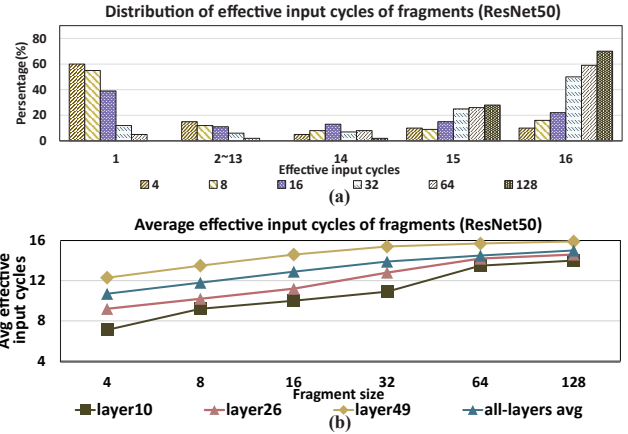 Distribution of effective input cycles of fragments (ResNet50)
Persentage(%)
80
60
40
20
0
1 2~13 14 15 16
Effective input cycles
4 8 16 32 64 128
(a)
Average effective input cycles of fragments (ResNet50)
Avg effective
input cycles
16
12
8
4
4 8 16 32 64 128
Fragment size
layer10 layer26 layer49 all-layers avg
(b)